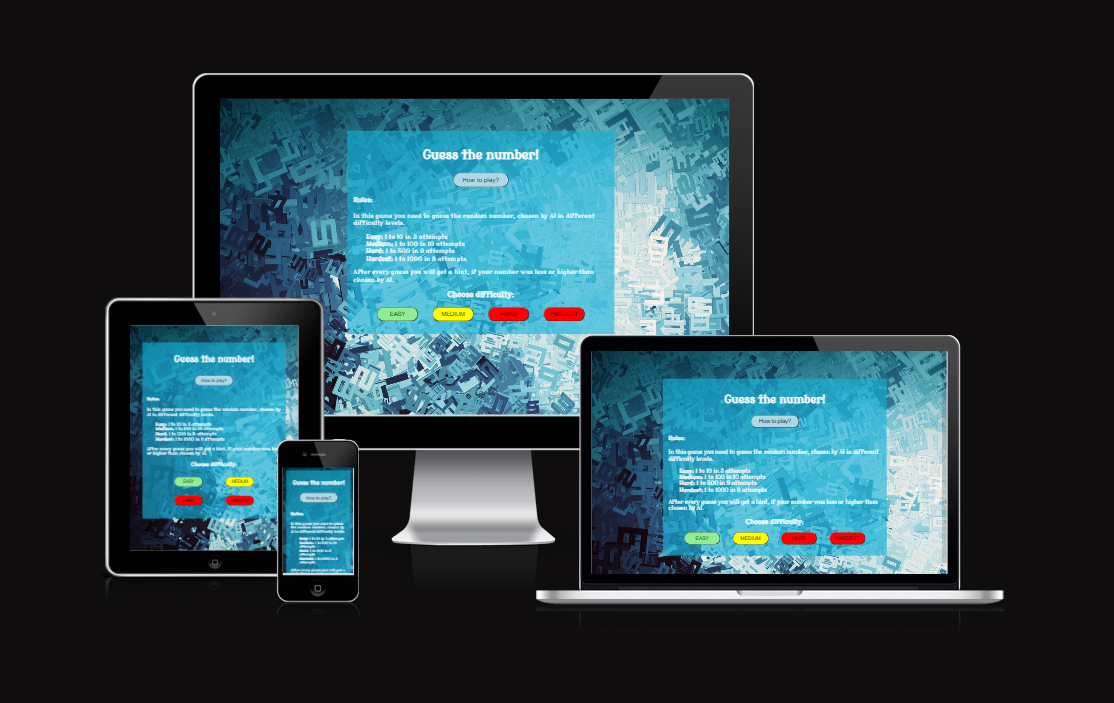 Guess the number!
How to play?
Rules:
In this game you need to guess the random number, chosen by AI in different
difficulty levels.
Easy: 1 to 10 in 3 attempts
Medium: 1 to 100 in 10 attempts
Hard: 1 to 500 in 9 attempts
Hardest: 1 to 1000 in 8 attempts
After every guess you will get a hint, if your number was less or higher than
chosen by AI.
Choose difficulty:
EASY MEDIUM HARD HARDEST
Guess the number!
How to play?
Rules:
In this game you need to guess the random number, chosen by
AI in different difficulty levels.
Easy: 1 to 10 in 3 attempts
Medium: 1 to 100 in 10 attempts
Hard: 1 to 500 in 9 attempts
Hardest: 1 to 1000 in 8 attempts
After every guess you will get a hint, if your number was less
or higher than chosen by AI.
Choose difficulty:
EASY MEDIUM
HARD HARDEST
Guess the number!
How to play?
Rules:
In this game you need to guess
the random number, chosen by
AI in different difficulty levels.
Easy: 1 to 10 in 3 attempts
Medium: 1 to 100 in 10
attempts
Hard: 1 to 500 in 9
attempts
Hardest: 1 to 1000 in 8
attempts
After every guess you will get a
Guess the number!
How to play?
Rules:
In this game you need to guess the random number, chosen by AI in different
difficulty levels.
Easy: 1 to 10 in 3 attempts
Medium: 1 to 100 in 10 attempts
Hard: 1 to 500 in 9 attempts
Hardest: 1 to 1000 in 8 attempts
After every guess you will get a hint, if your number was less or higher than
chosen by AI.
Choose difficulty:
EASY MEDIUM HARD HARDEST